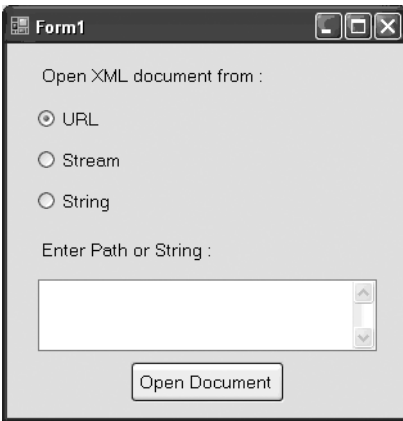 Form1
Open XML document from :
URL
Stream
String
Enter Path or String :
Open Document